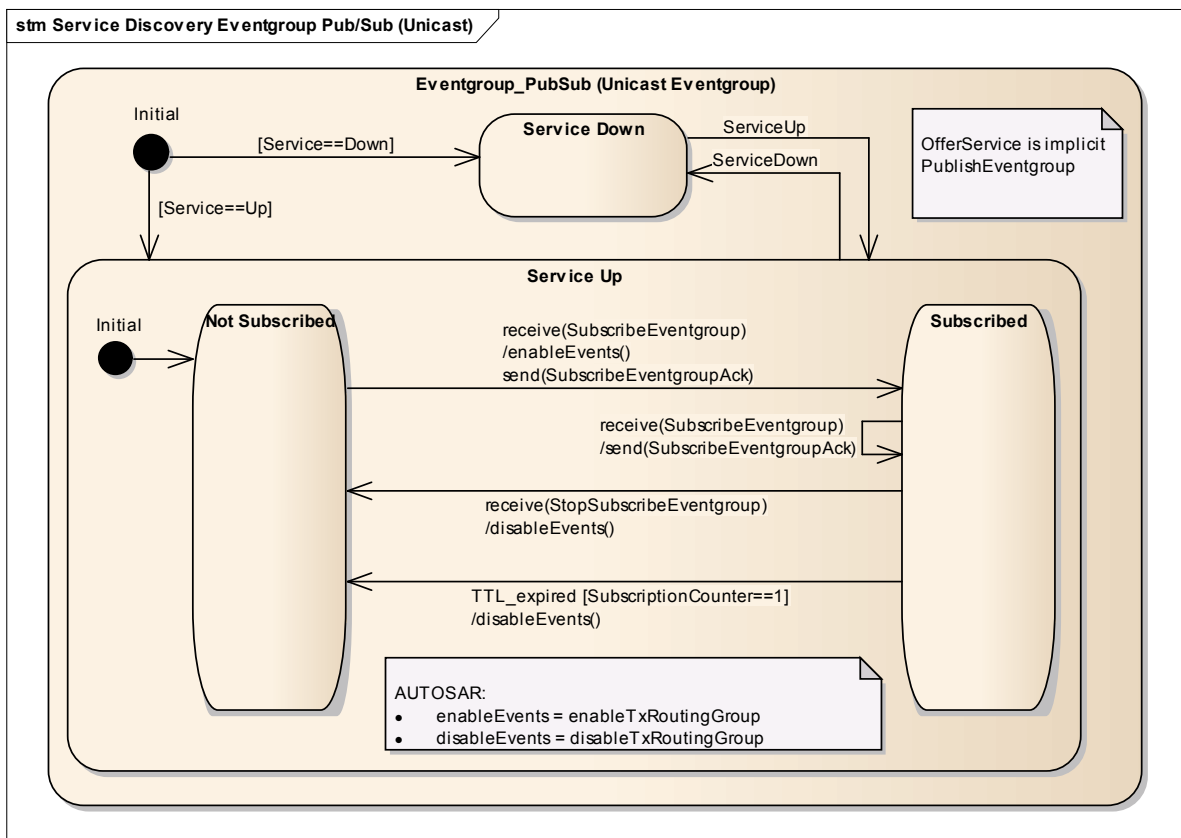 stm Service Discovery Eventgroup Pub/Sub (Unicast)
Eventgroup_PubSub (Unicast Eventgroup)
Initial
[Service==Down]
[Service==Up]
Service Down
ServiceUp
ServiceDown
OfferService is implicit
PublishEventgroup
Service Up
Initial
Not Subscribed
Subscribed
receive(SubscribeEventgroup)
/enableEvents()
send(SubscribeEventgroupAck)
receive(SubscribeEventgroup)
/send(SubscribeEventgroupAck)
receive(StopSubscribeEventgroup)
/disableEvents()
TTL_expired [SubscriptionCounter==1]
/disableEvents()
AUTOSAR:
• enableEvents = enableTxRoutingGroup
• disableEvents = disableTxRoutingGroup